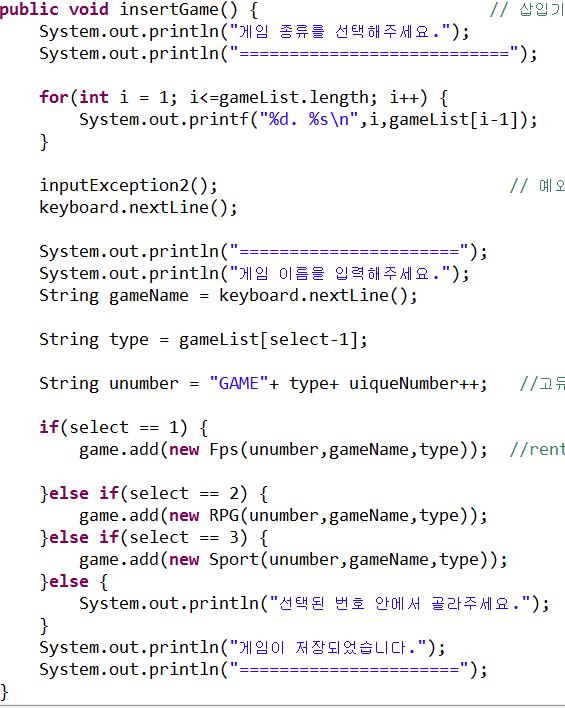 public void insertGame() { // 삽입기
System.out.println("게임 종류를 선택해주세요.");
System.out.println("===========================");
for(int i = 1; i<=gameList.length; i++) {
System.out.printf("%d. %s\n",i,gameList[i-1]);
}
inputException2(); // 예외
keyboard.nextLine();
System.out.println("======================");
System.out.println("게임 이름을 입력해주세요.");
String gameName = keyboard.nextLine();
String type = gameList[select-1];
String unumber = "GAME"+ type+ uiqueNumber++; //고유
if(select == 1) {
game.add(new Fps(unumber,gameName,type)); //rent
}else if(select == 2) {
game.add(new RPG(unumber,gameName,type));
}else if(select == 3) {
game.add(new Sport(unumber,gameName,type));
}else {
System.out.println("선택된 번호 안에서 골라주세요.");
}
System.out.println("게임이 저장되었습니다.");
System.out.println("======================");
}